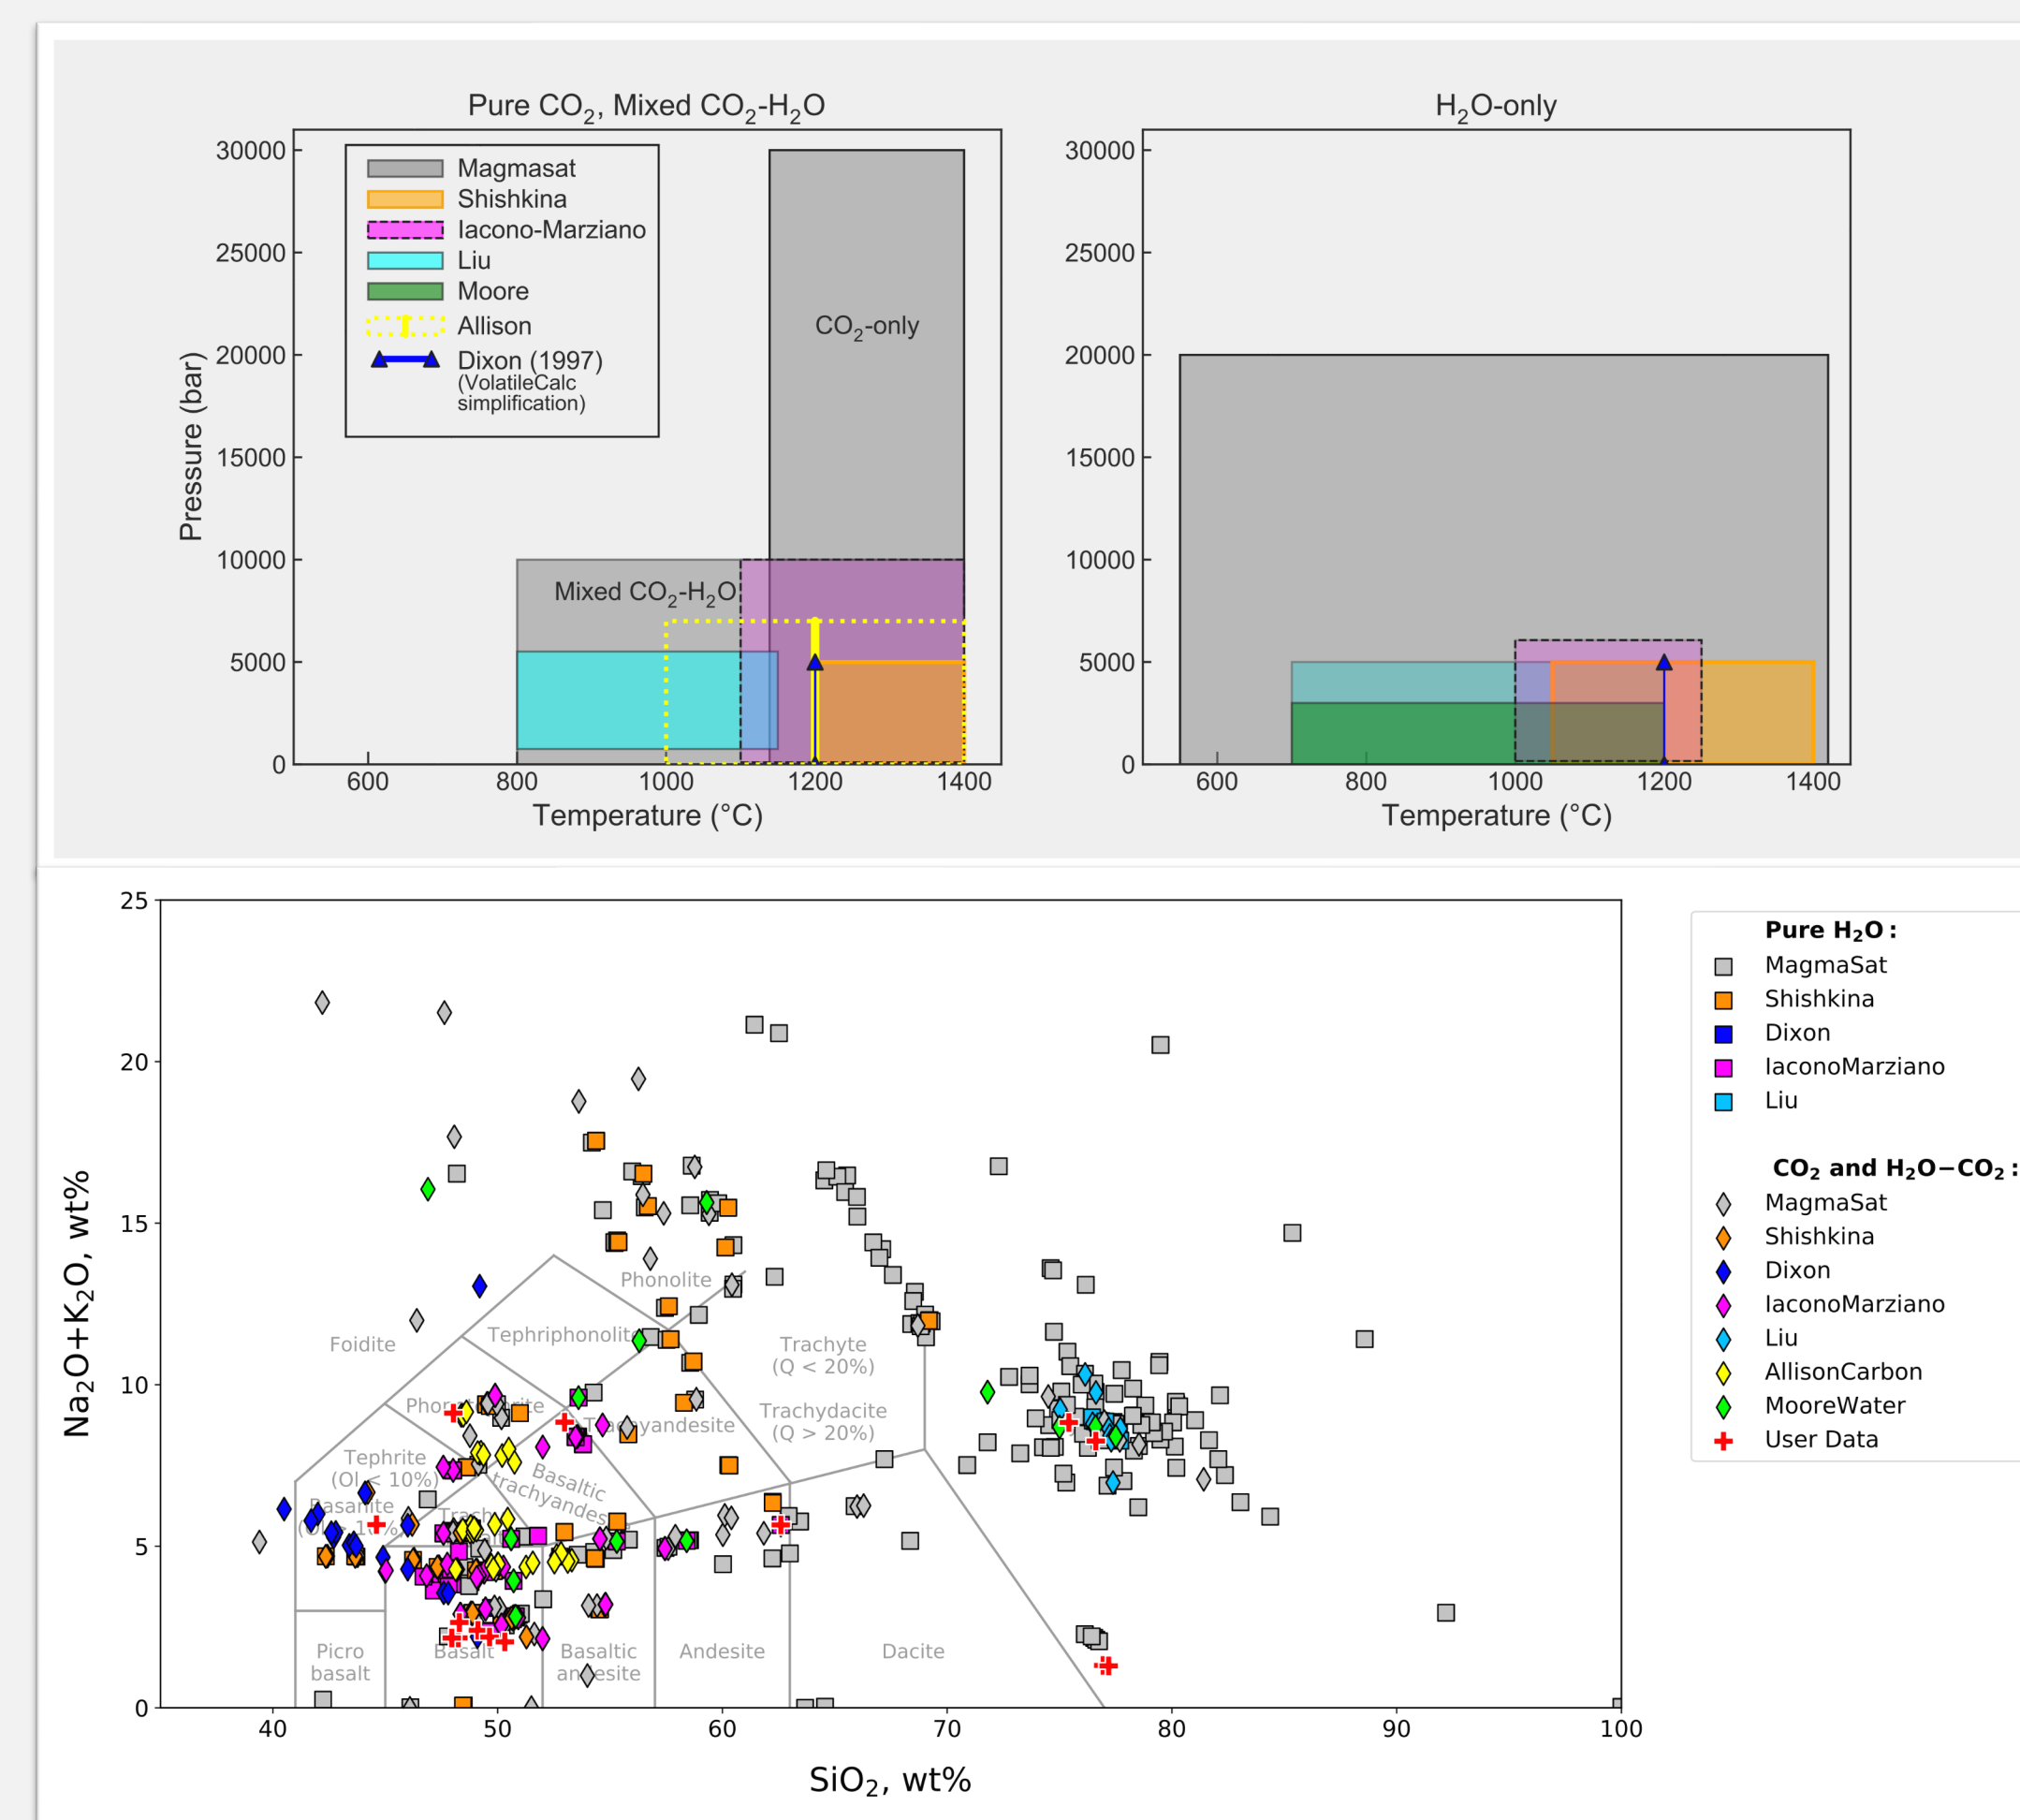 Pure CO₂, Mixed CO₂-H₂O
H₂O-only
30000
25000
20000
15000
10000
5000
0
Pressure (bar)
Magmasat
Shishkina
Iacono-Marziano
Liu
Moore
Allison
Dixon (1997)
(VolatileCalc
simplification)
CO₂-only
Mixed CO₂-H₂O
600 800 1000 1200 1400
Temperature (°C)
30000
25000
20000
15000
10000
5000
0
600 800 1000 1200 1400
Temperature (°C)
25
20
15
10
5
0
Na₂O+K₂O, wt%
Phonolite
Tephriphonolite
Foidite
Trachyte
(Q < 20%)
Trachydacite
(Q > 20%)
Tephrite
(Ol < 10%)
Basanite
Basaltic
Picro
basalt
Basalt
Basaltic
andesite
Andesite
Dacite
40 50 60 70 80 90 100
SiO₂, wt%
Pure H₂O:
MagmaSat
Shishkina
Dixon
IaconoMarziano
Liu
CO₂ and H₂O−CO₂:
MagmaSat
Shishkina
Dixon
IaconoMarziano
Liu
AllisonCarbon
MooreWater
User Data